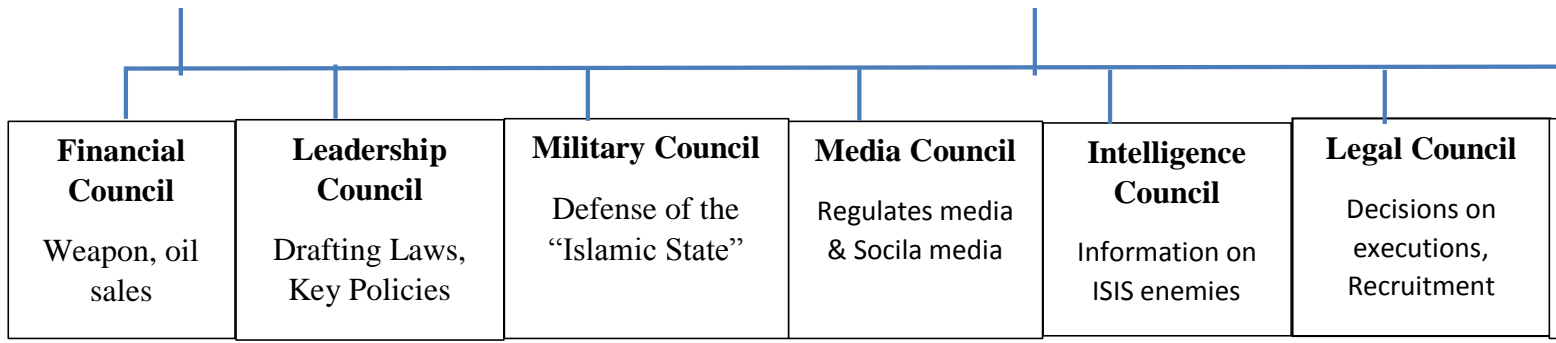 Financial
Council
Weapon, oil
sales
Leadership
Council
Drafting Laws,
Key Policies
Military Council
Defense of the
“Islamic State”
Media Council
Regulates media
& Socila media
Intelligence
Council
Information on
ISIS enemies
Legal Council
Decisions on
executions,
Recruitment